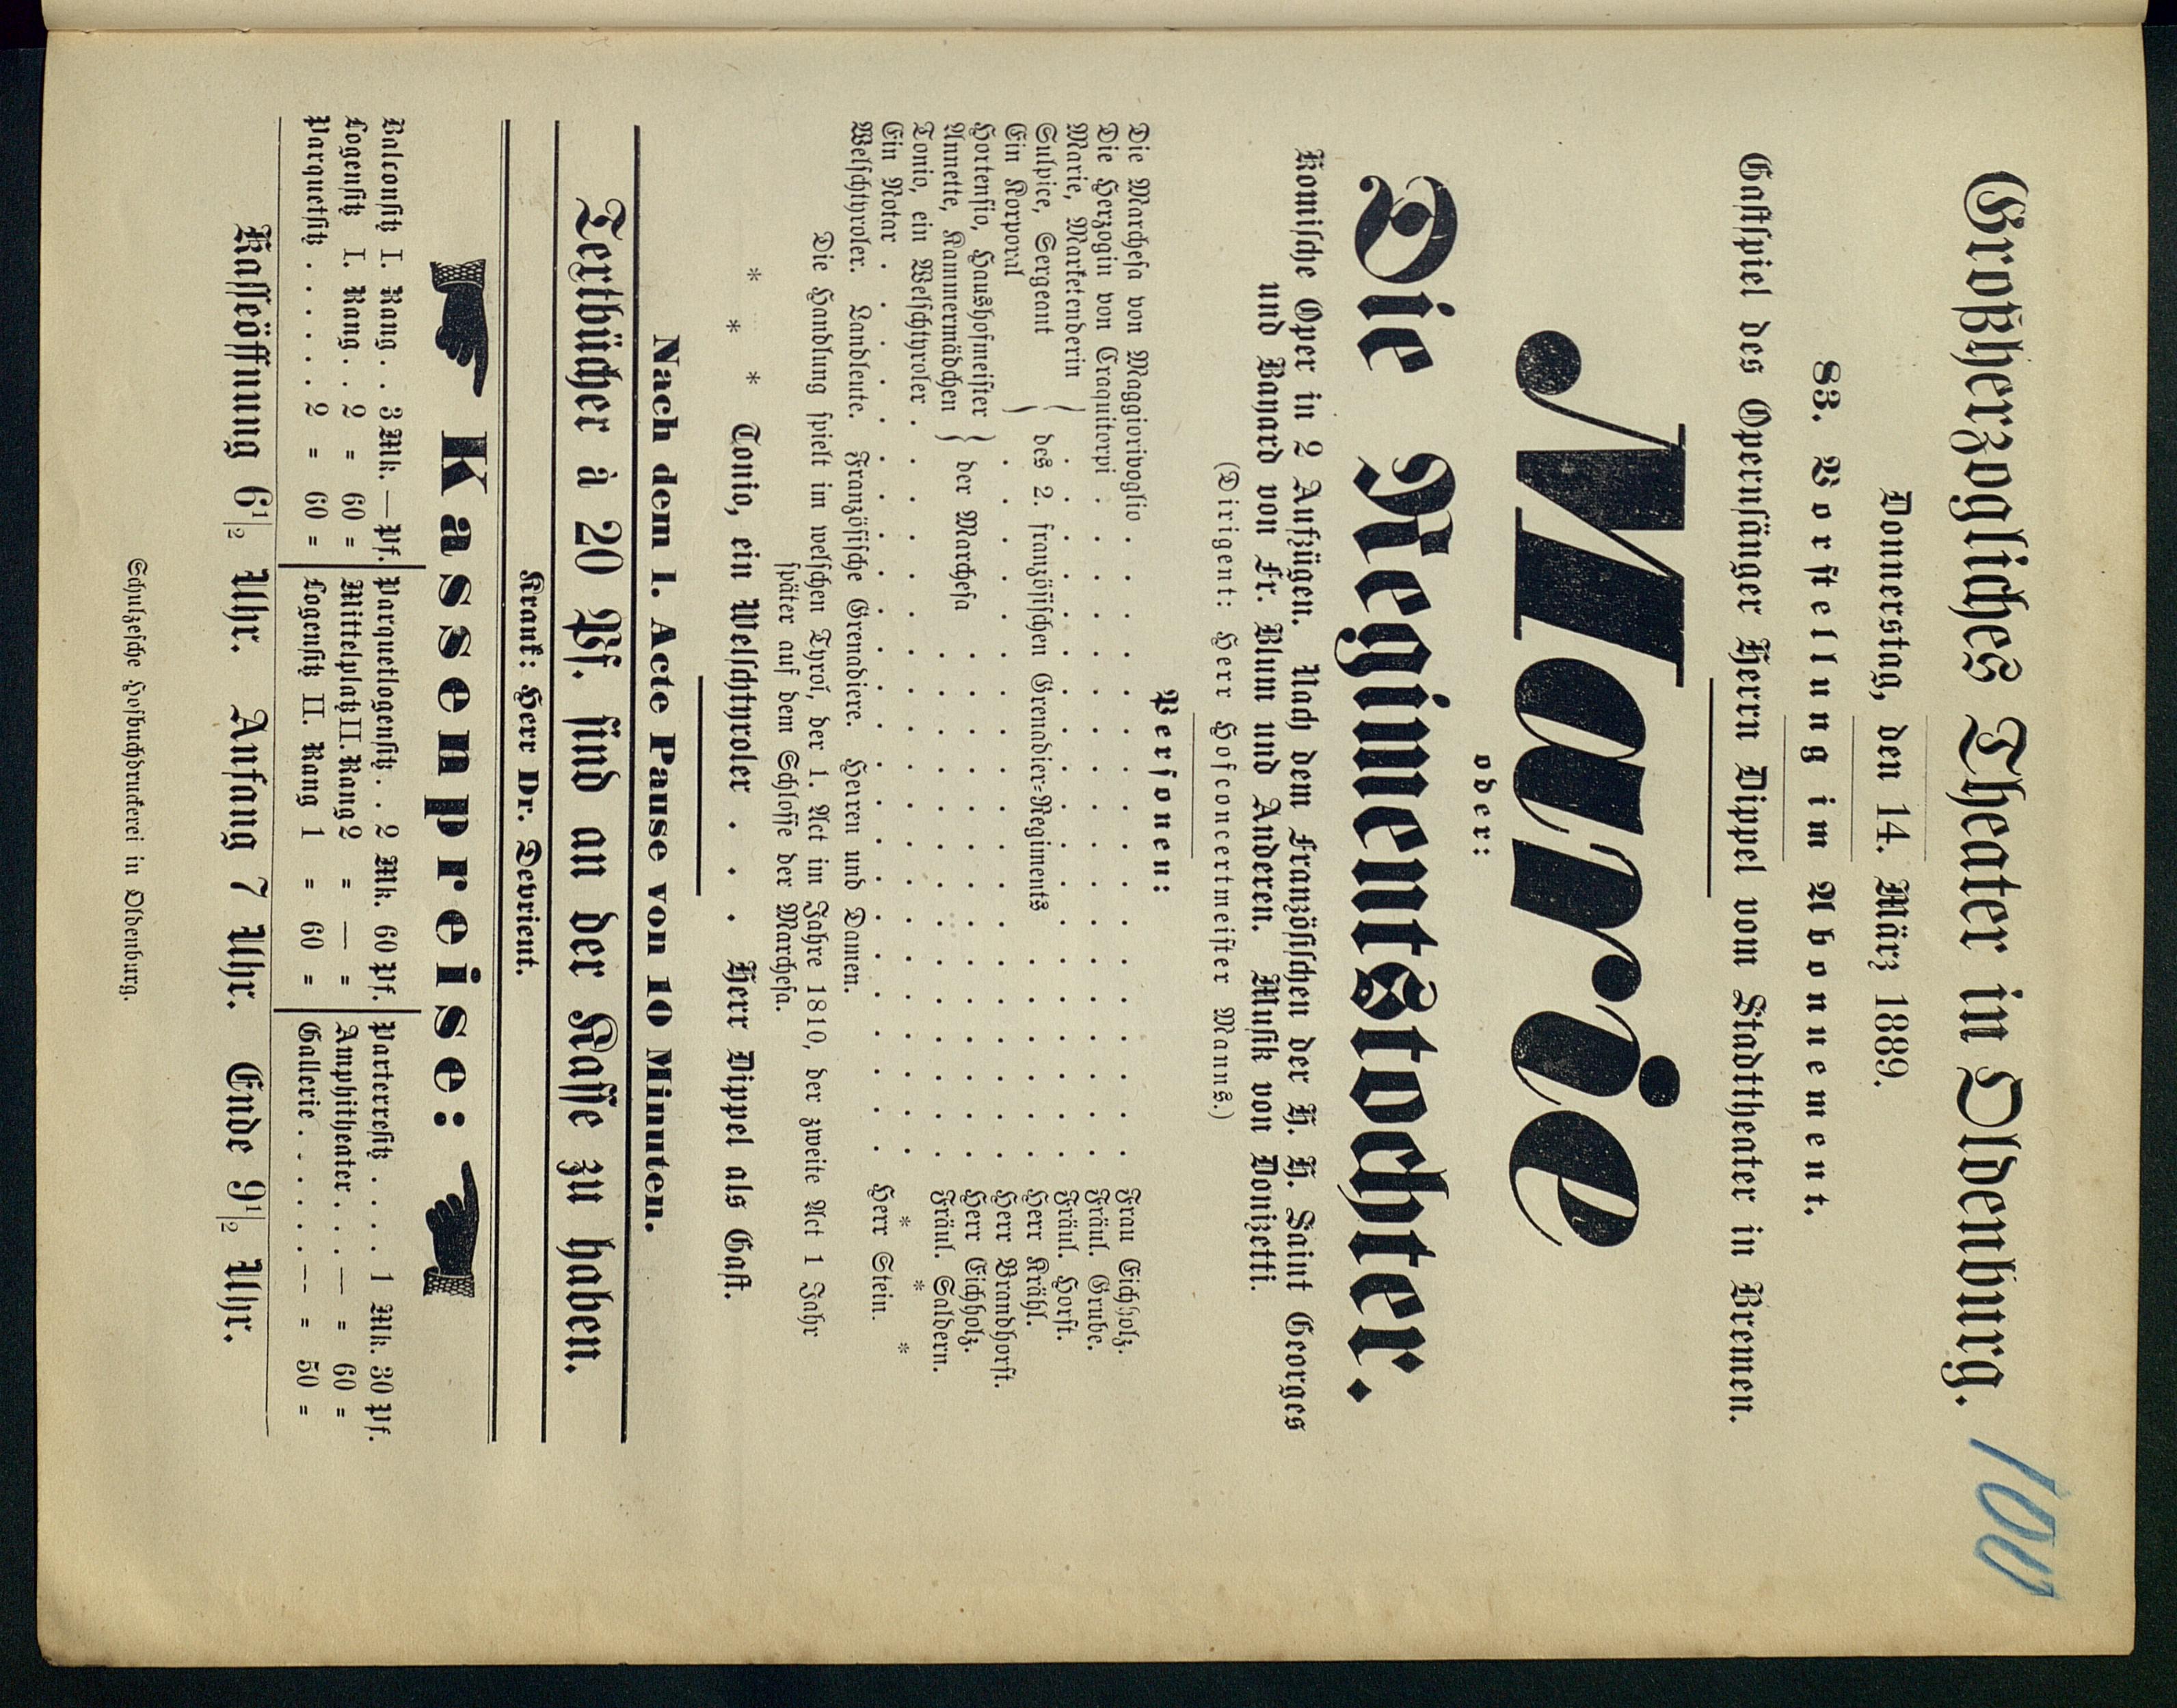 Großherzogliches Theater in Oldenburg.
100
Donnerstag, den 14. März 1889.
83. Vorstellung im Abonnement.
Gastspiel des Opernsänger Herrn Dippel vom Stadttheater in Bremen.
Marie
oder:
Die Regimentstochter.
Komische Oper in 2 Aufzügen. Nach dem Französischen der H. H. Saint Georges
und Bayard von Fr. Blum und Anderen. Musik von Donizetti.
(Dirigent: Herr Hofconcertmeister Manns.)
Personen:
Die Marchesa von Maggiorivoglio . . . . . . . . . Frau Eichholz.
Die Herzogin von Craquitorpi . . . . . . . . . . Fräul. Grube.
Marie, Marketenderin . . . . . . . . . . Fräul. Horst.
Sulpice, Sergeant } des 2. französischen Grenadier=Regiments . . . Herr Krähl.
Ein Korporal . . . . . . . . . . Herr Brandhorst.
Hortensio, Haushofmeister } der Marchesa . . . . . . . Herr Eichholz.
Annette, Kammermädchen . . . . . . . Fräul. Saldern.
Tonio, ein Welschtyroler . . . . . . . . . . * * *
Ein Notar . . . . . . . . . . . . Herr Stein.
Welschtyroler. Landleute. Französische Grenadiere. Herren und Damen.
Die Handlung spielt im welschen Tyrol, der 1. Act im Jahre 1810, der zweite Act 1 Jahr
später auf dem Schlosse der Marchesa.
* * * Tonio, ein Welschtyroler . . . Herr Dippel als Gast.
Nach dem 1. Acte Pause von 10 Minuten.
Textbücher à 20 Pf. sind an der Kasse zu haben.
Krank: Herr Dr. Devrient.
Kassenpreise:
Balconsitz I. Rang . . 3 Mk. — Pf. Parquetlogensitz . . 2 Mk. 60 Pf. Parterresitz . . . . 1 Mk. 30 Pf.
Logensitz I. Rang . . 2 = 60 = Mittelplatz II. Rang 2 = — = Amphitheater . . . — = 60 =
Parquetsitz . . . . . 2 = 60 = Logensitz II. Rang 1 = 60 = Gallerie . . . . . . — = 50 =
Kasseöffnung 6 1/2 Uhr. Anfang 7 Uhr. Ende 9 1/2 Uhr.
Schulzesche Hofbuchdruckerei in Oldenburg.